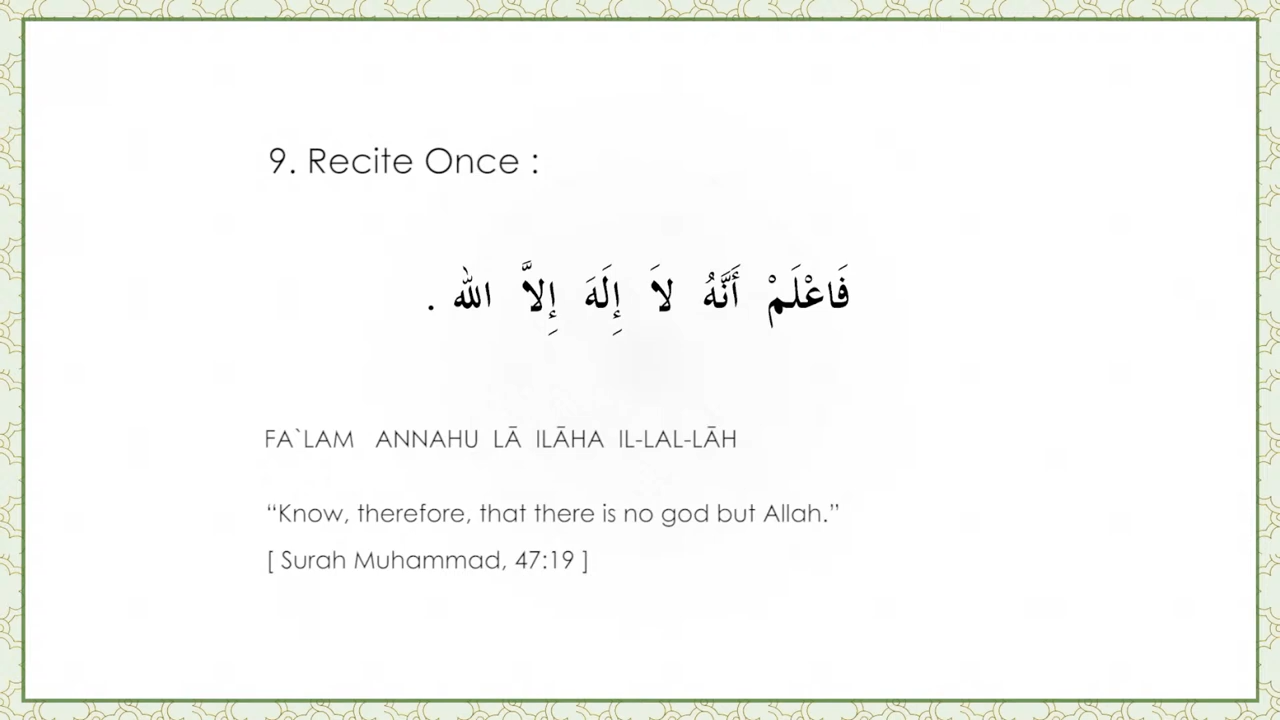 9. Recite Once :
فَاعْلَمْ أَنَّهُ لاَ إِلَهَ إِلاَّ الله .
FA`LAM ANNAHU LĀ ILĀHA IL-LAL-LĀH
“Know, therefore, that there is no god but Allah.”
[ Surah Muhammad, 47:19 ]